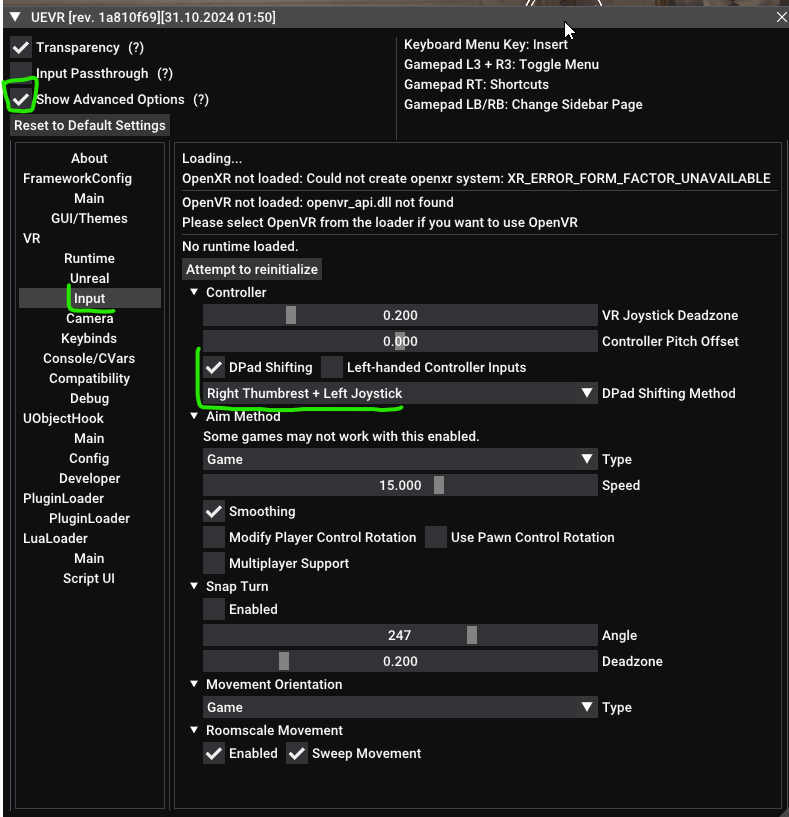 UEVR [rev. 1a810f69][31.10.2024 01:50]
Transparency (?)
Input Passthrough (?)
Show Advanced Options (?)
Reset to Default Settings
Keyboard Menu Key: Insert
Gamepad L3 + R3: Toggle Menu
Gamepad RT: Shortcuts
Gamepad LB/RB: Change Sidebar Page
About
FrameworkConfig
Main
GUI/Themes
VR
Runtime
Unreal
Input
Camera
Keybinds
Console/CVars
Compatibility
Debug
UObjectHook
Main
Config
Developer
PluginLoader
PluginLoader
LuaLoader
Main
Script UI
Loading...
OpenXR not loaded: Could not create openxr system: XR_ERROR_FORM_FACTOR_UNAVAILABLE
OpenVR not loaded: openvr_api.dll not found
Please select OpenVR from the loader if you want to use OpenVR
No runtime loaded.
Attempt to reinitialize
Controller
0.200 VR Joystick Deadzone
0.000 Controller Pitch Offset
DPad Shifting Left-handed Controller Inputs
Right Thumbrest + Left Joystick DPad Shifting Method
Aim Method
Some games may not work with this enabled.
Game Type
15.000 Speed
Smoothing
Modify Player Control Rotation Use Pawn Control Rotation
Multiplayer Support
Snap Turn
Enabled
247 Angle
0.200 Deadzone
Movement Orientation
Game Type
Roomscale Movement
Enabled Sweep Movement